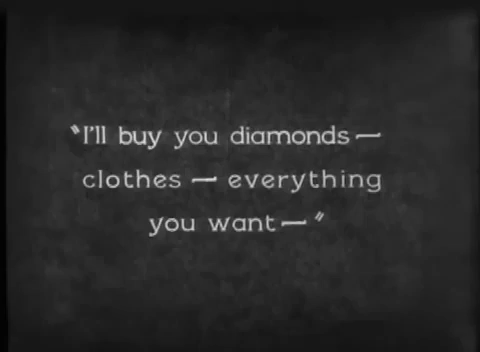 "I'll buy you diamonds—
clothes — everything
you want—"